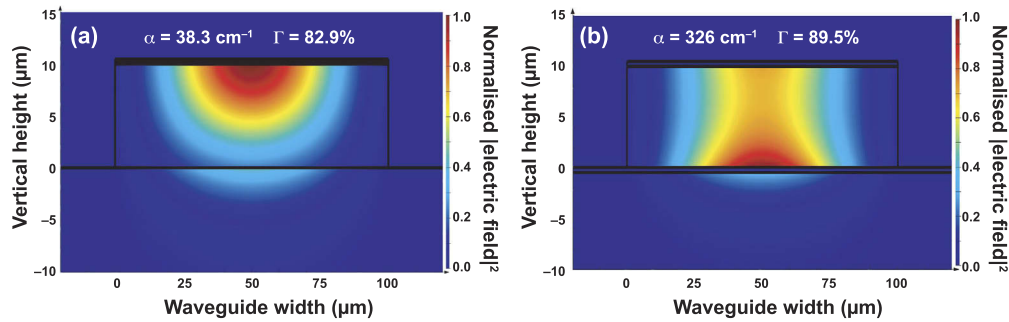 (a)
α = 38.3 cm⁻¹ Γ = 82.9%
15
10
5
0
−5
−10
Vertical height (µm)
0 25 50 75 100
Waveguide width (µm)
1.0
0.8
0.6
0.4
0.2
0.0
Normalised |electric field|²
(b)
α = 326 cm⁻¹ Γ = 89.5%
15
10
5
0
−5
−10
Vertical height (µm)
0 25 50 75 100
Waveguide width (µm)
1.0
0.8
0.6
0.4
0.2
0.0
Normalised |electric field|²